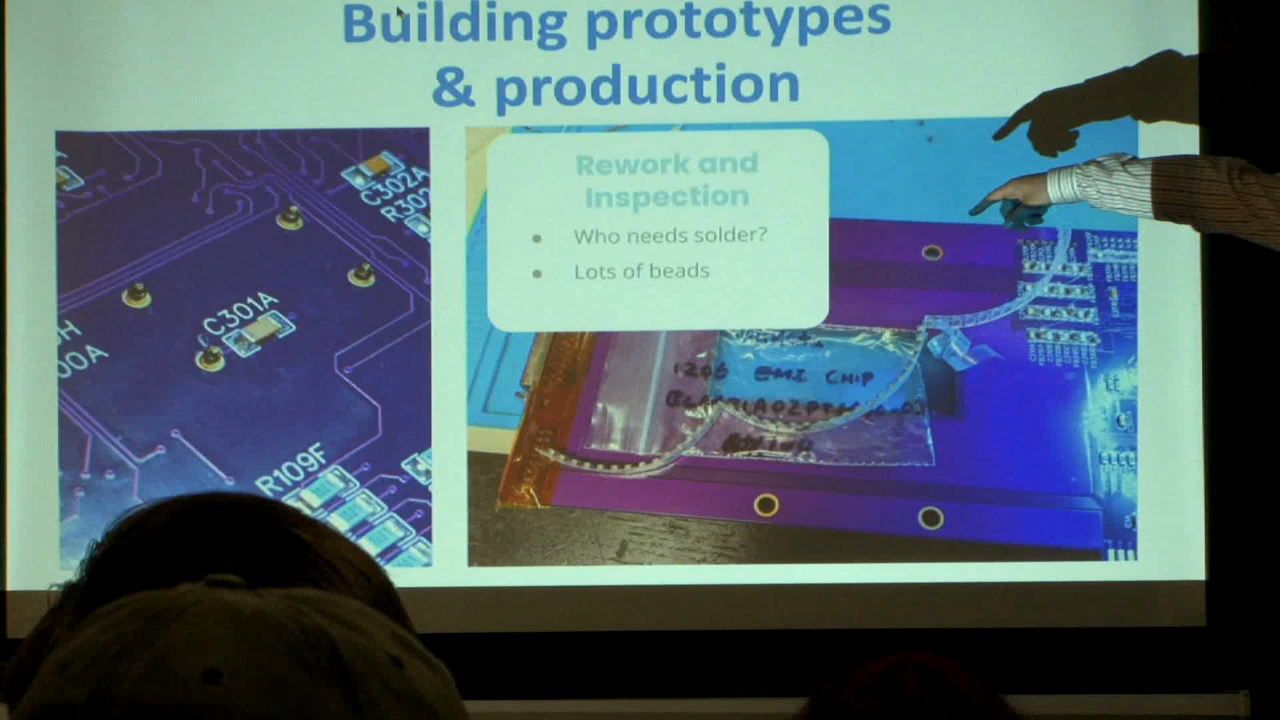 Building prototypes
& production
Rework and
Inspection
• Who needs solder?
• Lots of beads
C302A
R302
C301A
H
00A
R109F
1206 EMI CHIP